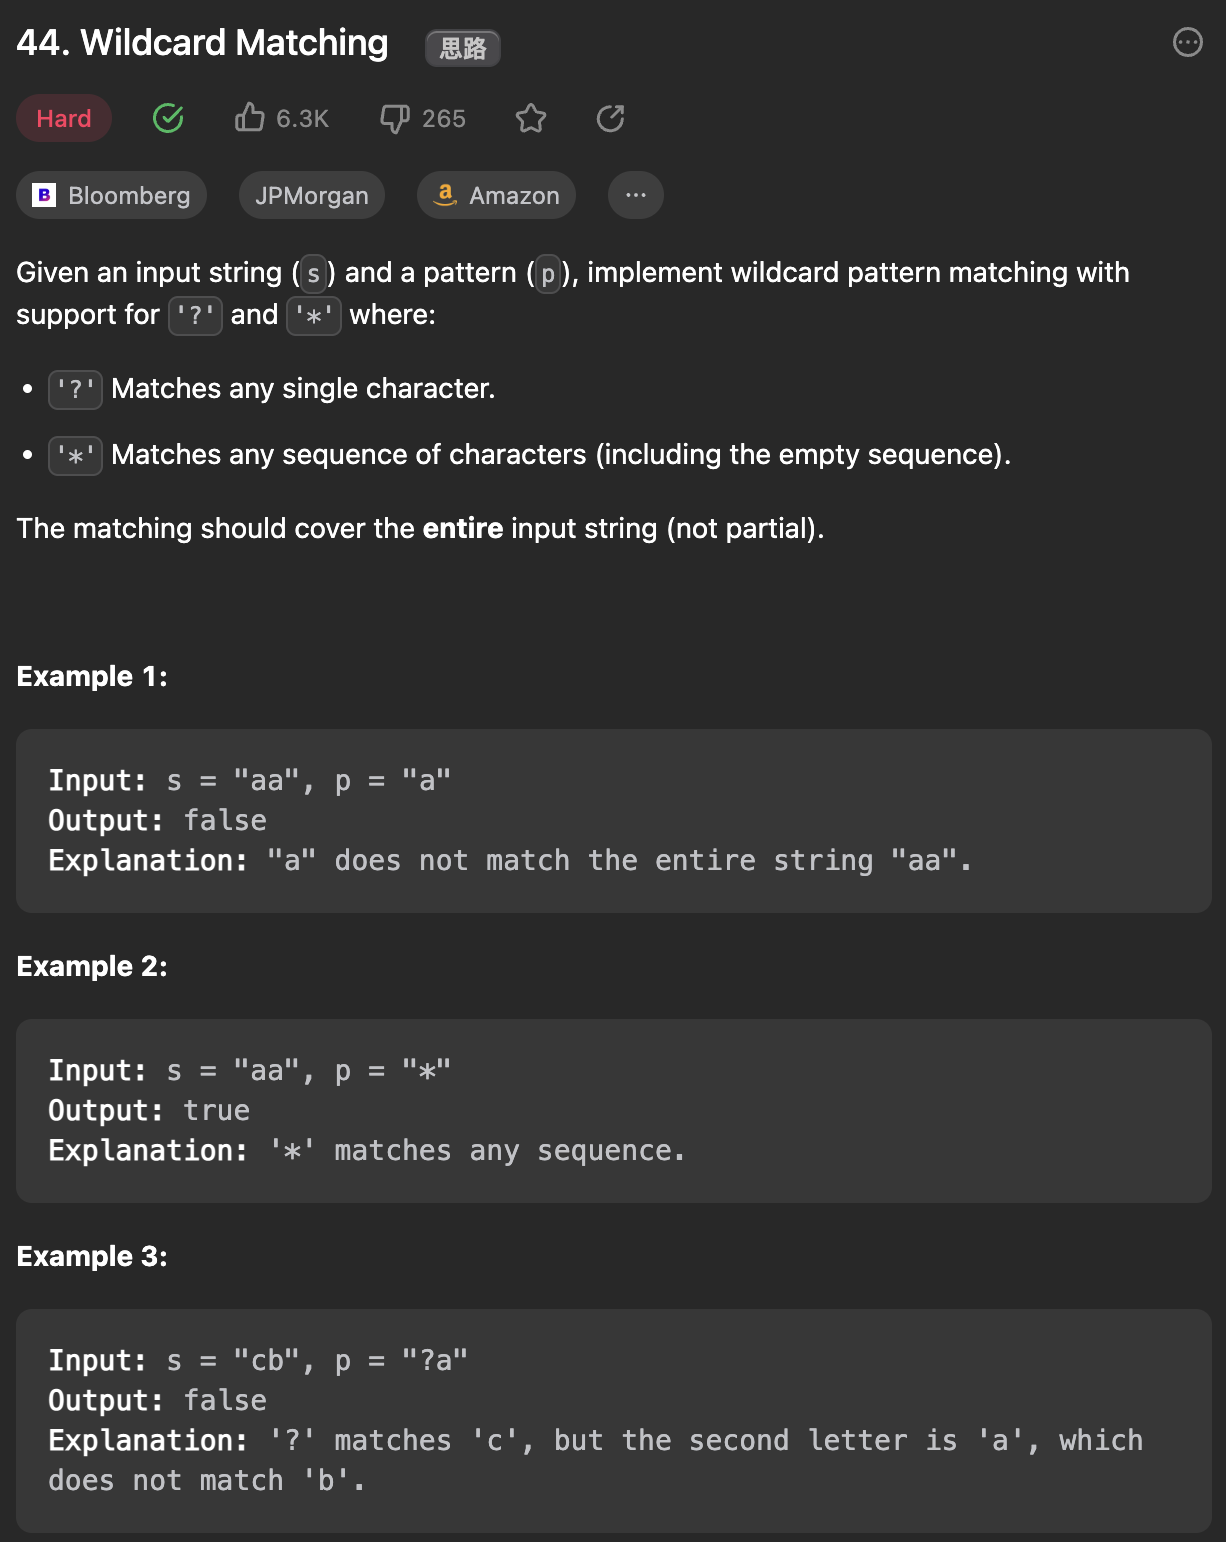 44. Wildcard Matching 思路
Hard 6.3K 265
B Bloomberg JPMorgan a Amazon ...
Given an input string (s) and a pattern (p), implement wildcard pattern matching with
support for '?' and '*' where:
• '?' Matches any single character.
• '*' Matches any sequence of characters (including the empty sequence).
The matching should cover the entire input string (not partial).
Example 1:
Input: s = "aa", p = "a"
Output: false
Explanation: "a" does not match the entire string "aa".
Example 2:
Input: s = "aa", p = "*"
Output: true
Explanation: '*' matches any sequence.
Example 3:
Input: s = "cb", p = "?a"
Output: false
Explanation: '?' matches 'c', but the second letter is 'a', which
does not match 'b'.